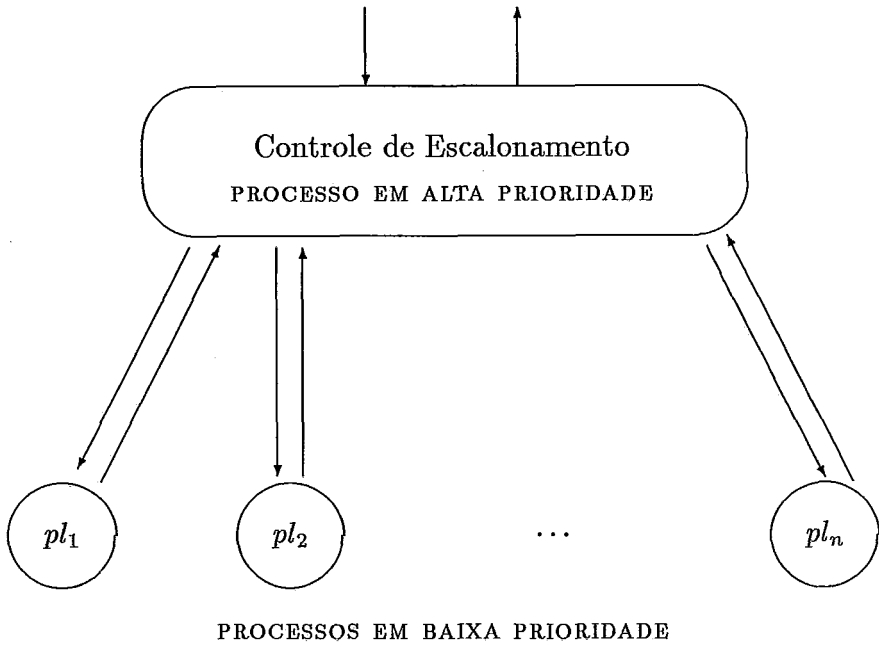 Controle de Escalonamento
PROCESSO EM ALTA PRIORIDADE
pl₁ pl₂ ... plₙ
PROCESSOS EM BAIXA PRIORIDADE